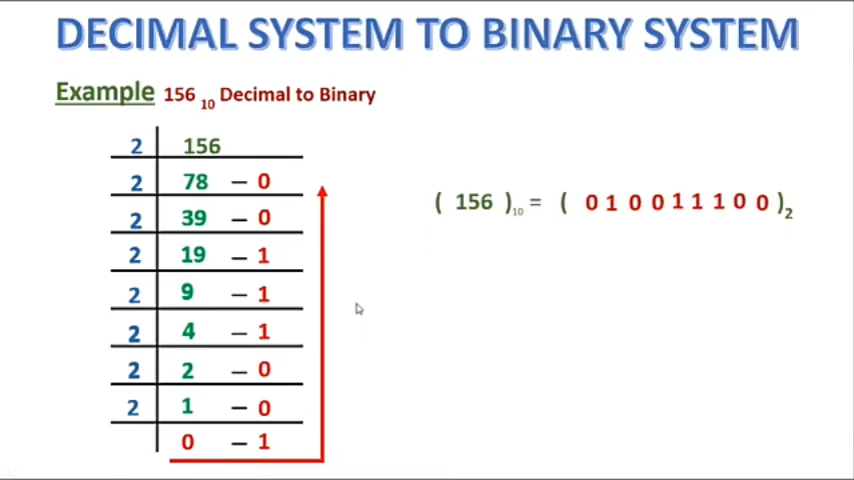 DECIMAL SYSTEM TO BINARY SYSTEM
Example 156 10 Decimal to Binary
2 156
2 78 – 0
2 39 – 0
2 19 – 1
2 9 – 1
2 4 – 1
2 2 – 0
2 1 – 0
0 – 1
( 156 )10 = ( 0 1 0 0 1 1 1 0 0 )2